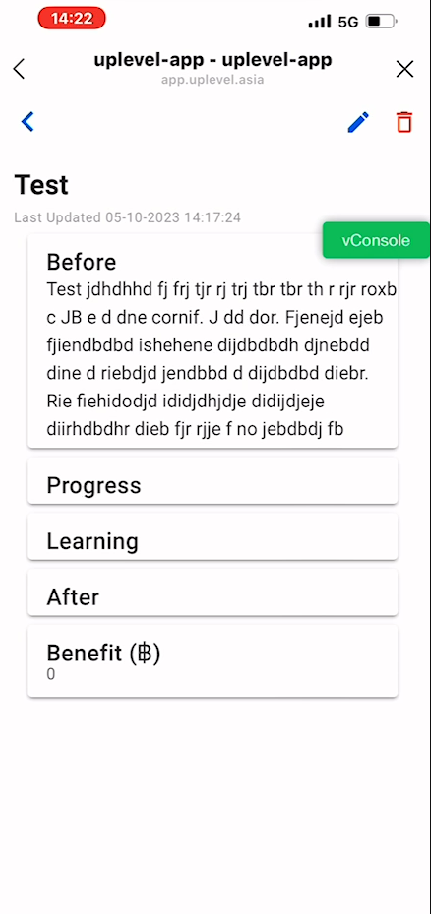 14:22
5G
uplevel-app - uplevel-app
app.uplevel.asia
Test
Last Updated 05-10-2023 14:17:24
vConsole
Before
Test jdhdhhd fj frj tjr rj trj tbr tbr th r rjr roxb
c JB e d dne cornif. J dd dor. Fjenejd ejeb
fjiendbdbd ishehene dijdbdbdh djnebdd
dine d riebdjd jendbbd d dijdbdbd diebr.
Rie fiehidodjd ididjdhjdje didijdjeje
diirhdbdhr dieb fjr rjje f no jebdbdj fb
Progress
Learning
After
Benefit (฿)
0